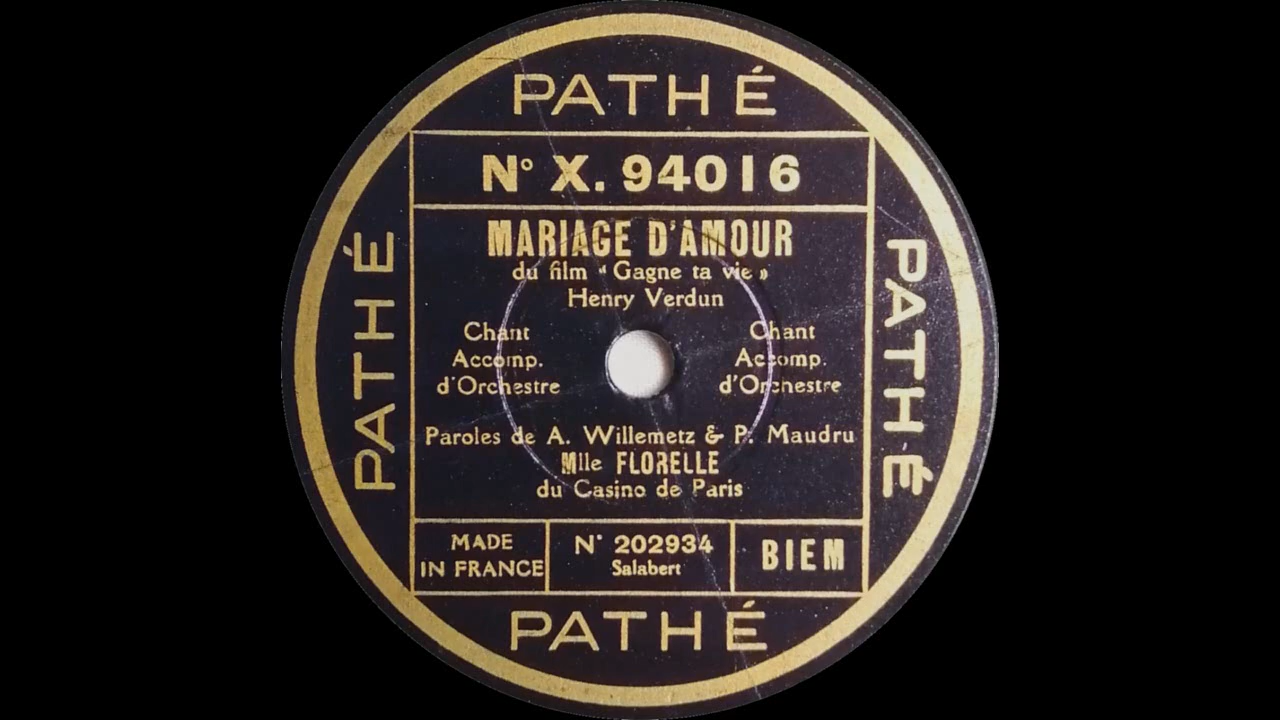 PATHÉ
N° X. 94016
MARIAGE D'AMOUR
du film "Gagne ta vie »
Henry Verdun
Chant
Accomp.
d'Orchestre
Chant
Accomp.
d'Orchestre
Paroles de A. Willemetz & P. Maudru
Mlle FLORELLE
du Casino de Paris
MADE
IN FRANCE
N° 202934
Salabert
BIEM
PATHÉ
PATHÉ
PATHÉ